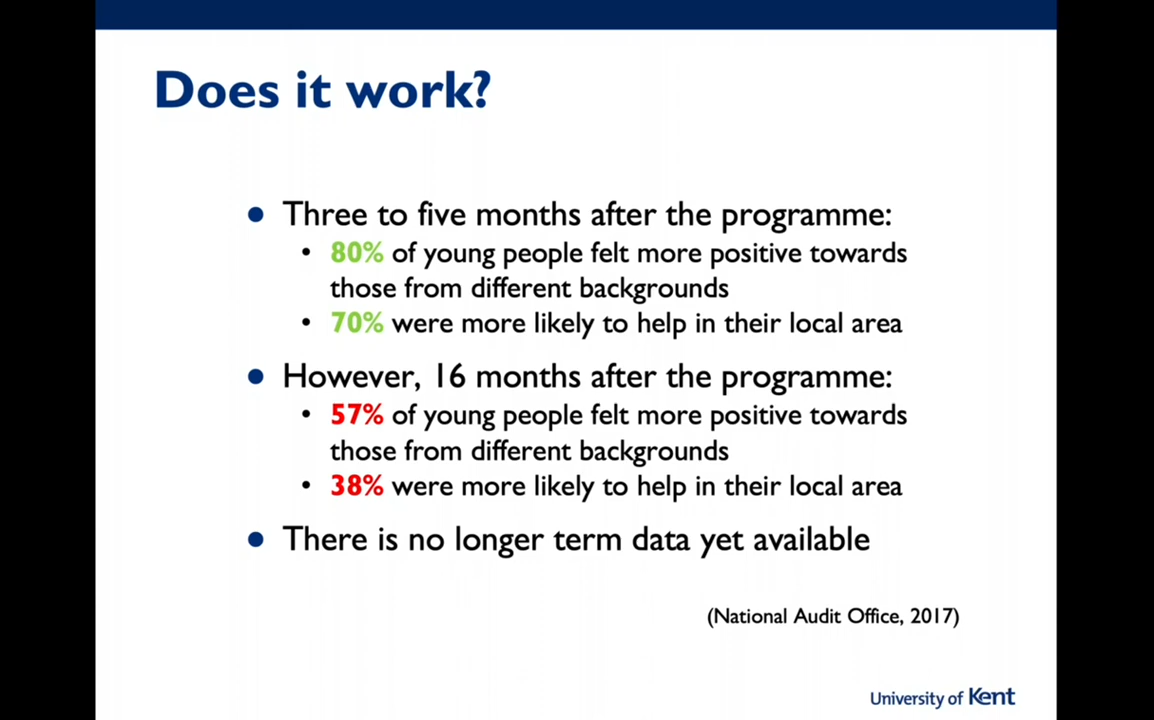 Does it work?
● Three to five months after the programme:
• 80% of young people felt more positive towards
those from different backgrounds
• 70% were more likely to help in their local area
● However, 16 months after the programme:
• 57% of young people felt more positive towards
those from different backgrounds
• 38% were more likely to help in their local area
● There is no longer term data yet available
(National Audit Office, 2017)
University of Kent